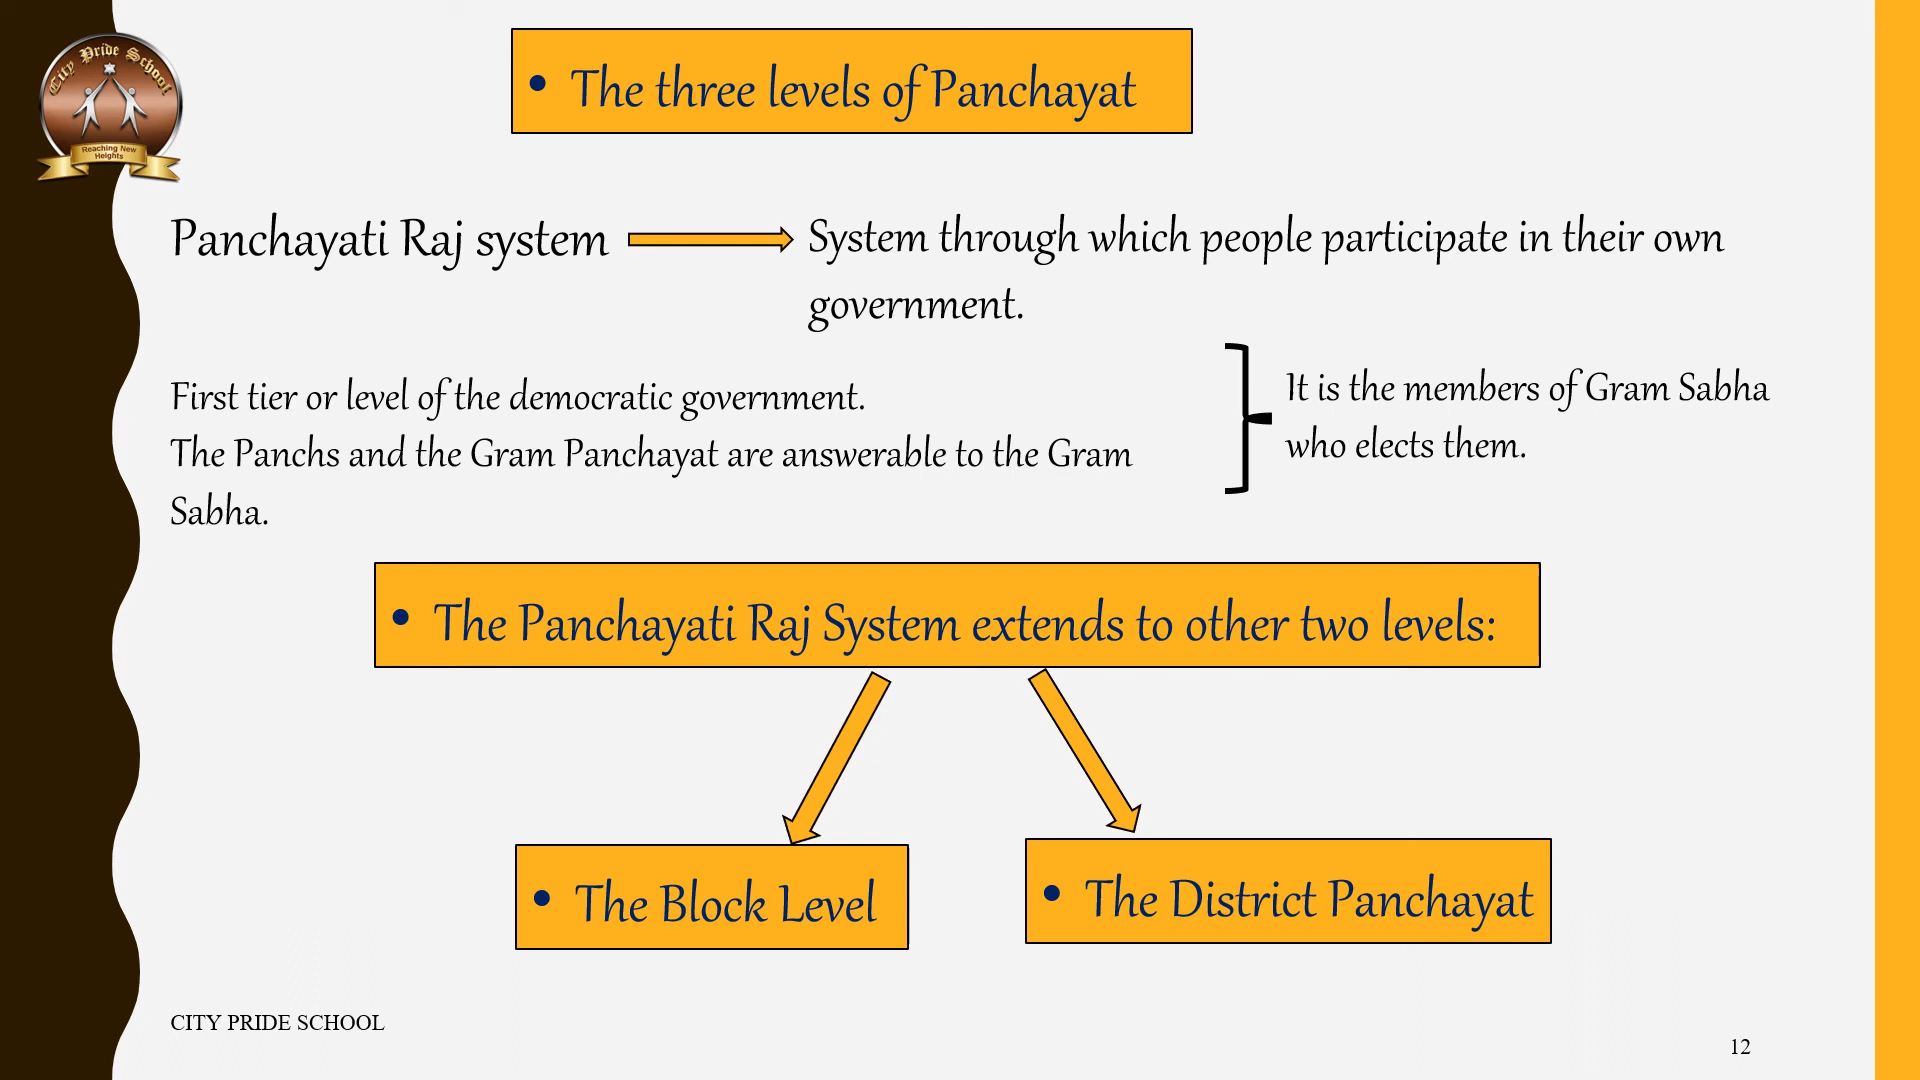 City Pride School
Reaching New
Heights
• The three levels of Panchayat
Panchayati Raj system
System through which people participate in their own
government.
First tier or level of the democratic government.
The Panchs and the Gram Panchayat are answerable to the Gram
Sabha.
It is the members of Gram Sabha
who elects them.
• The Panchayati Raj System extends to other two levels:
• The Block Level
• The District Panchayat
CITY PRIDE SCHOOL
12